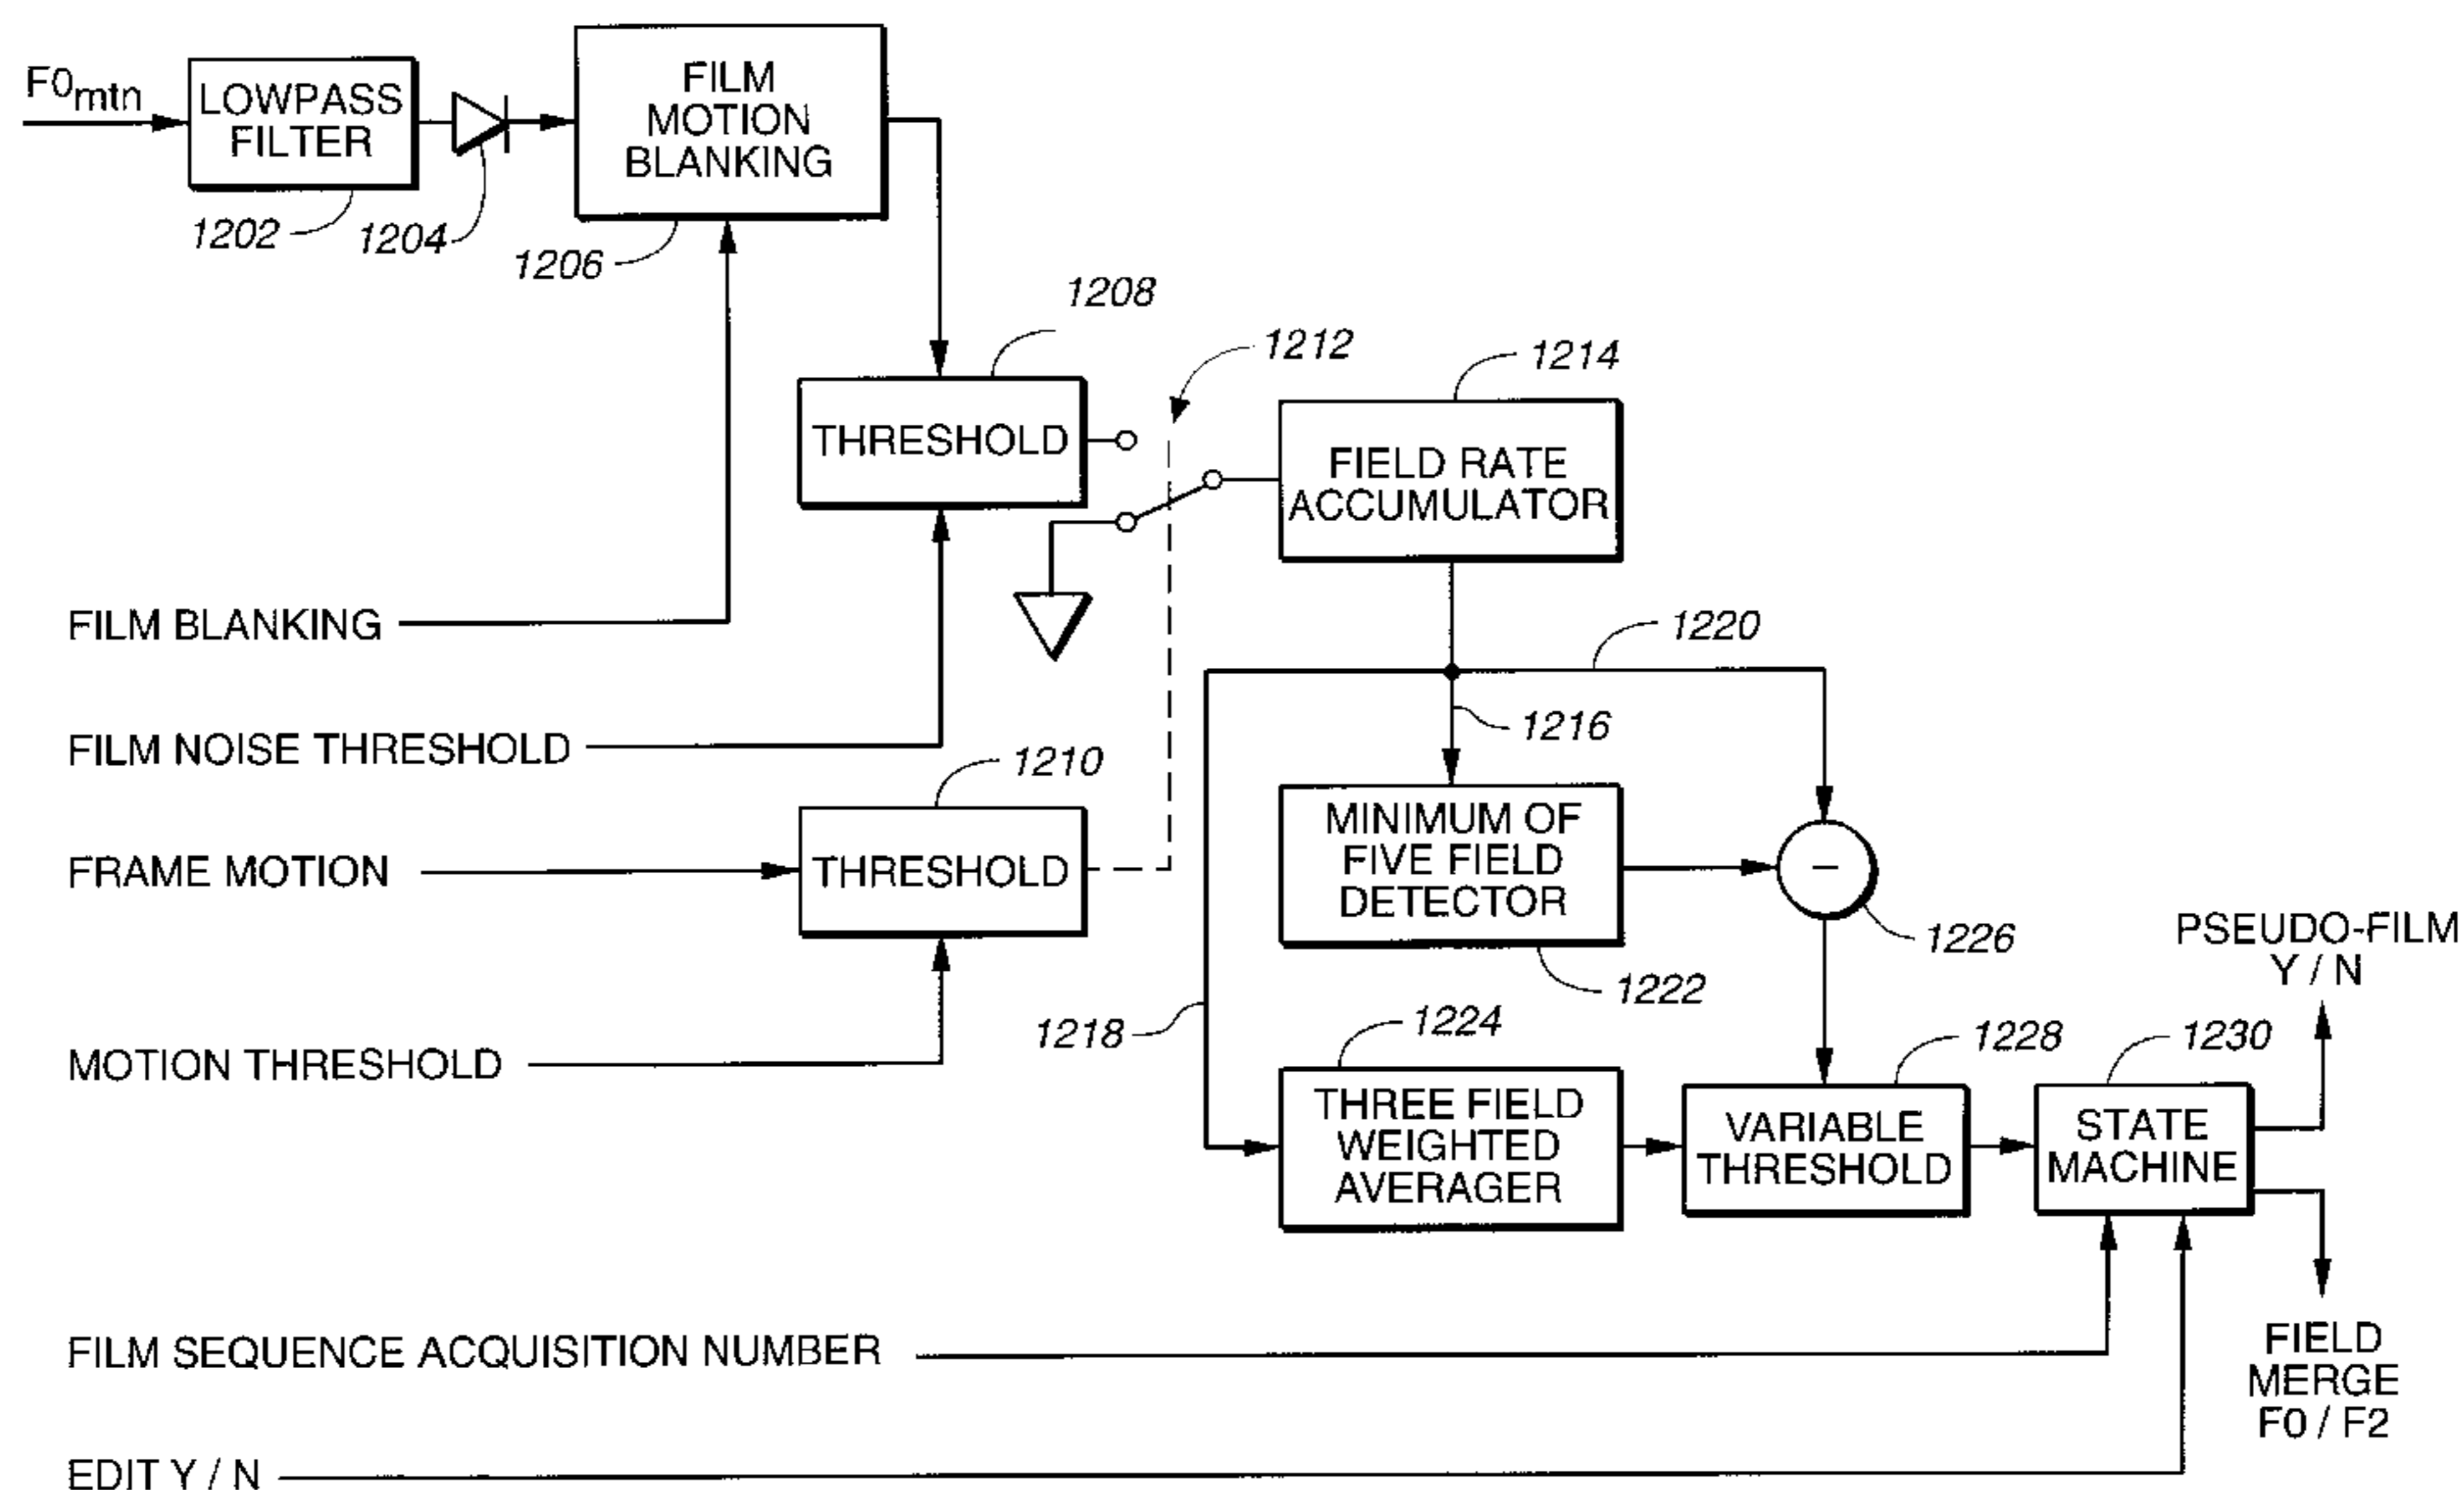 F0mtn
LOWPASS
FILTER
1202
1204
FILM
MOTION
BLANKING
1206
1208
THRESHOLD
1212
1214
FIELD RATE
ACCUMULATOR
FILM BLANKING
1220
FILM NOISE THRESHOLD
1216
1210
FRAME MOTION
THRESHOLD
MINIMUM OF
FIVE FIELD
DETECTOR
1222
1226
PSEUDO-FILM
Y / N
MOTION THRESHOLD
1218
1224
THREE FIELD
WEIGHTED
AVERAGER
1228
VARIABLE
THRESHOLD
1230
STATE
MACHINE
FILM SEQUENCE ACQUISITION NUMBER
FIELD
MERGE
F0 / F2
EDIT Y / N